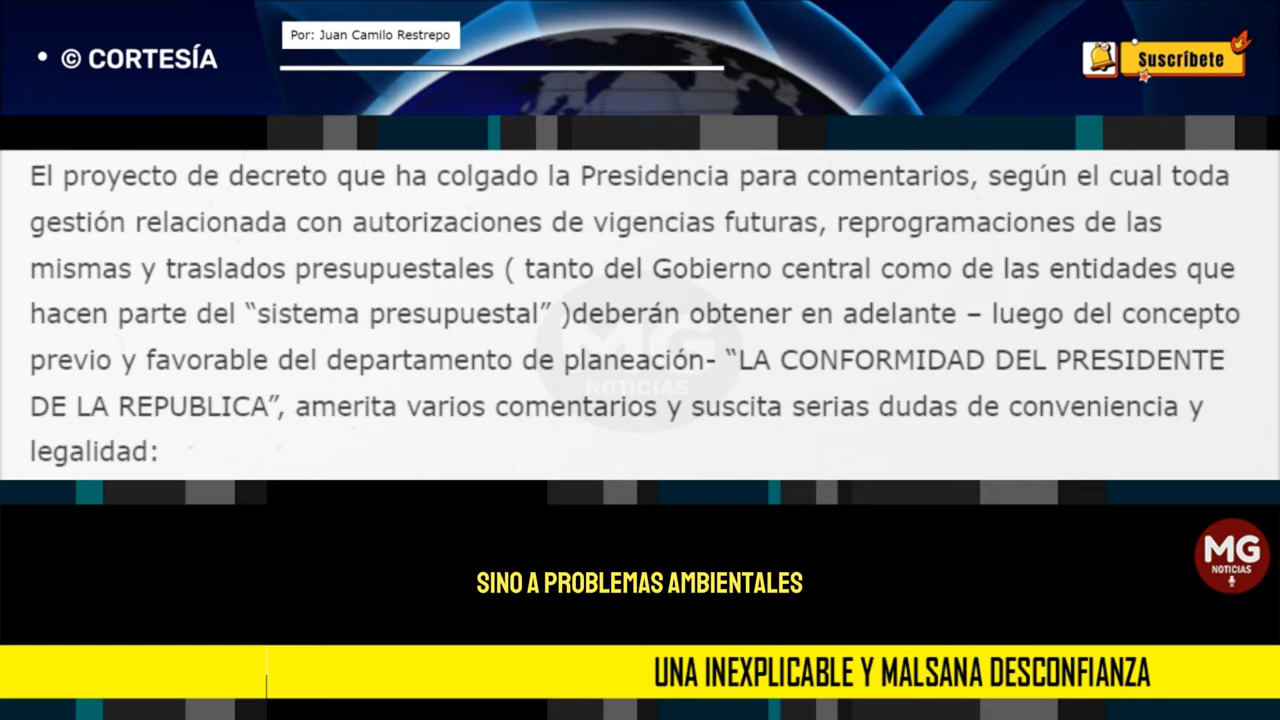 Por: Juan Camilo Restrepo
• © CORTESÍA
Suscríbete
El proyecto de decreto que ha colgado la Presidencia para comentarios, según el cual toda
gestión relacionada con autorizaciones de vigencias futuras, reprogramaciones de las
mismas y traslados presupuestales ( tanto del Gobierno central como de las entidades que
hacen parte del “sistema presupuestal” )deberán obtener en adelante – luego del concepto
previo y favorable del departamento de planeación- “LA CONFORMIDAD DEL PRESIDENTE
DE LA REPUBLICA”, amerita varios comentarios y suscita serias dudas de conveniencia y
legalidad:
MG
NOTICIAS
SINO A PROBLEMAS AMBIENTALES
MG
NOTICIAS
UNA INEXPLICABLE Y MALSANA DESCONFIANZA